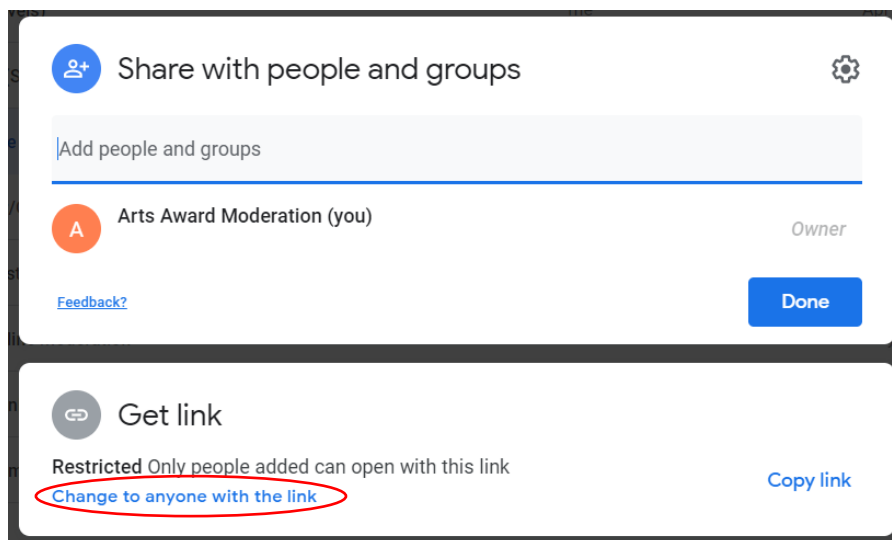 Share with people and groups
Add people and groups
A
Arts Award Moderation (you)
Owner
Feedback?
Done
Get link
Restricted Only people added can open with this link
Change to anyone with the link
Copy link